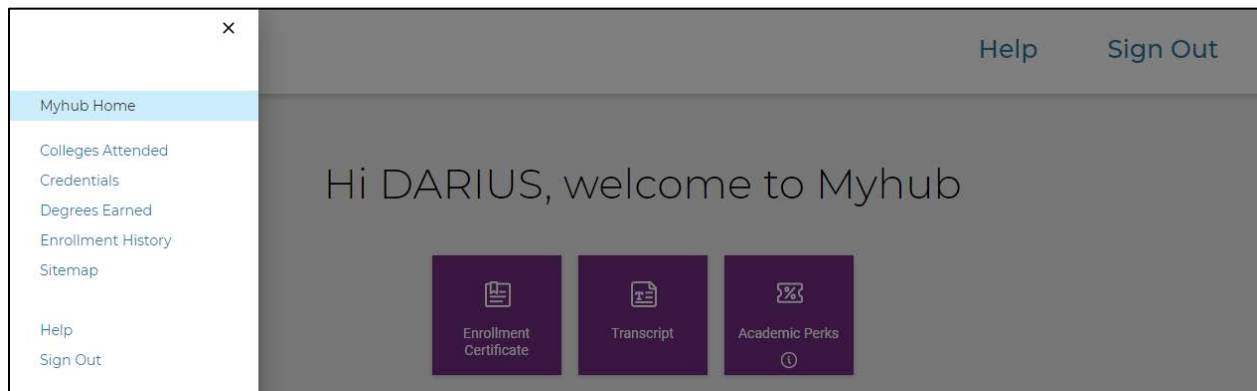 ×
Help
Sign Out
Myhub Home
Colleges Attended
Credentials
Degrees Earned
Enrollment History
Sitemap
Help
Sign Out
Hi DARIUS, welcome to Myhub
Enrollment
Certificate
Transcript
Academic Perks